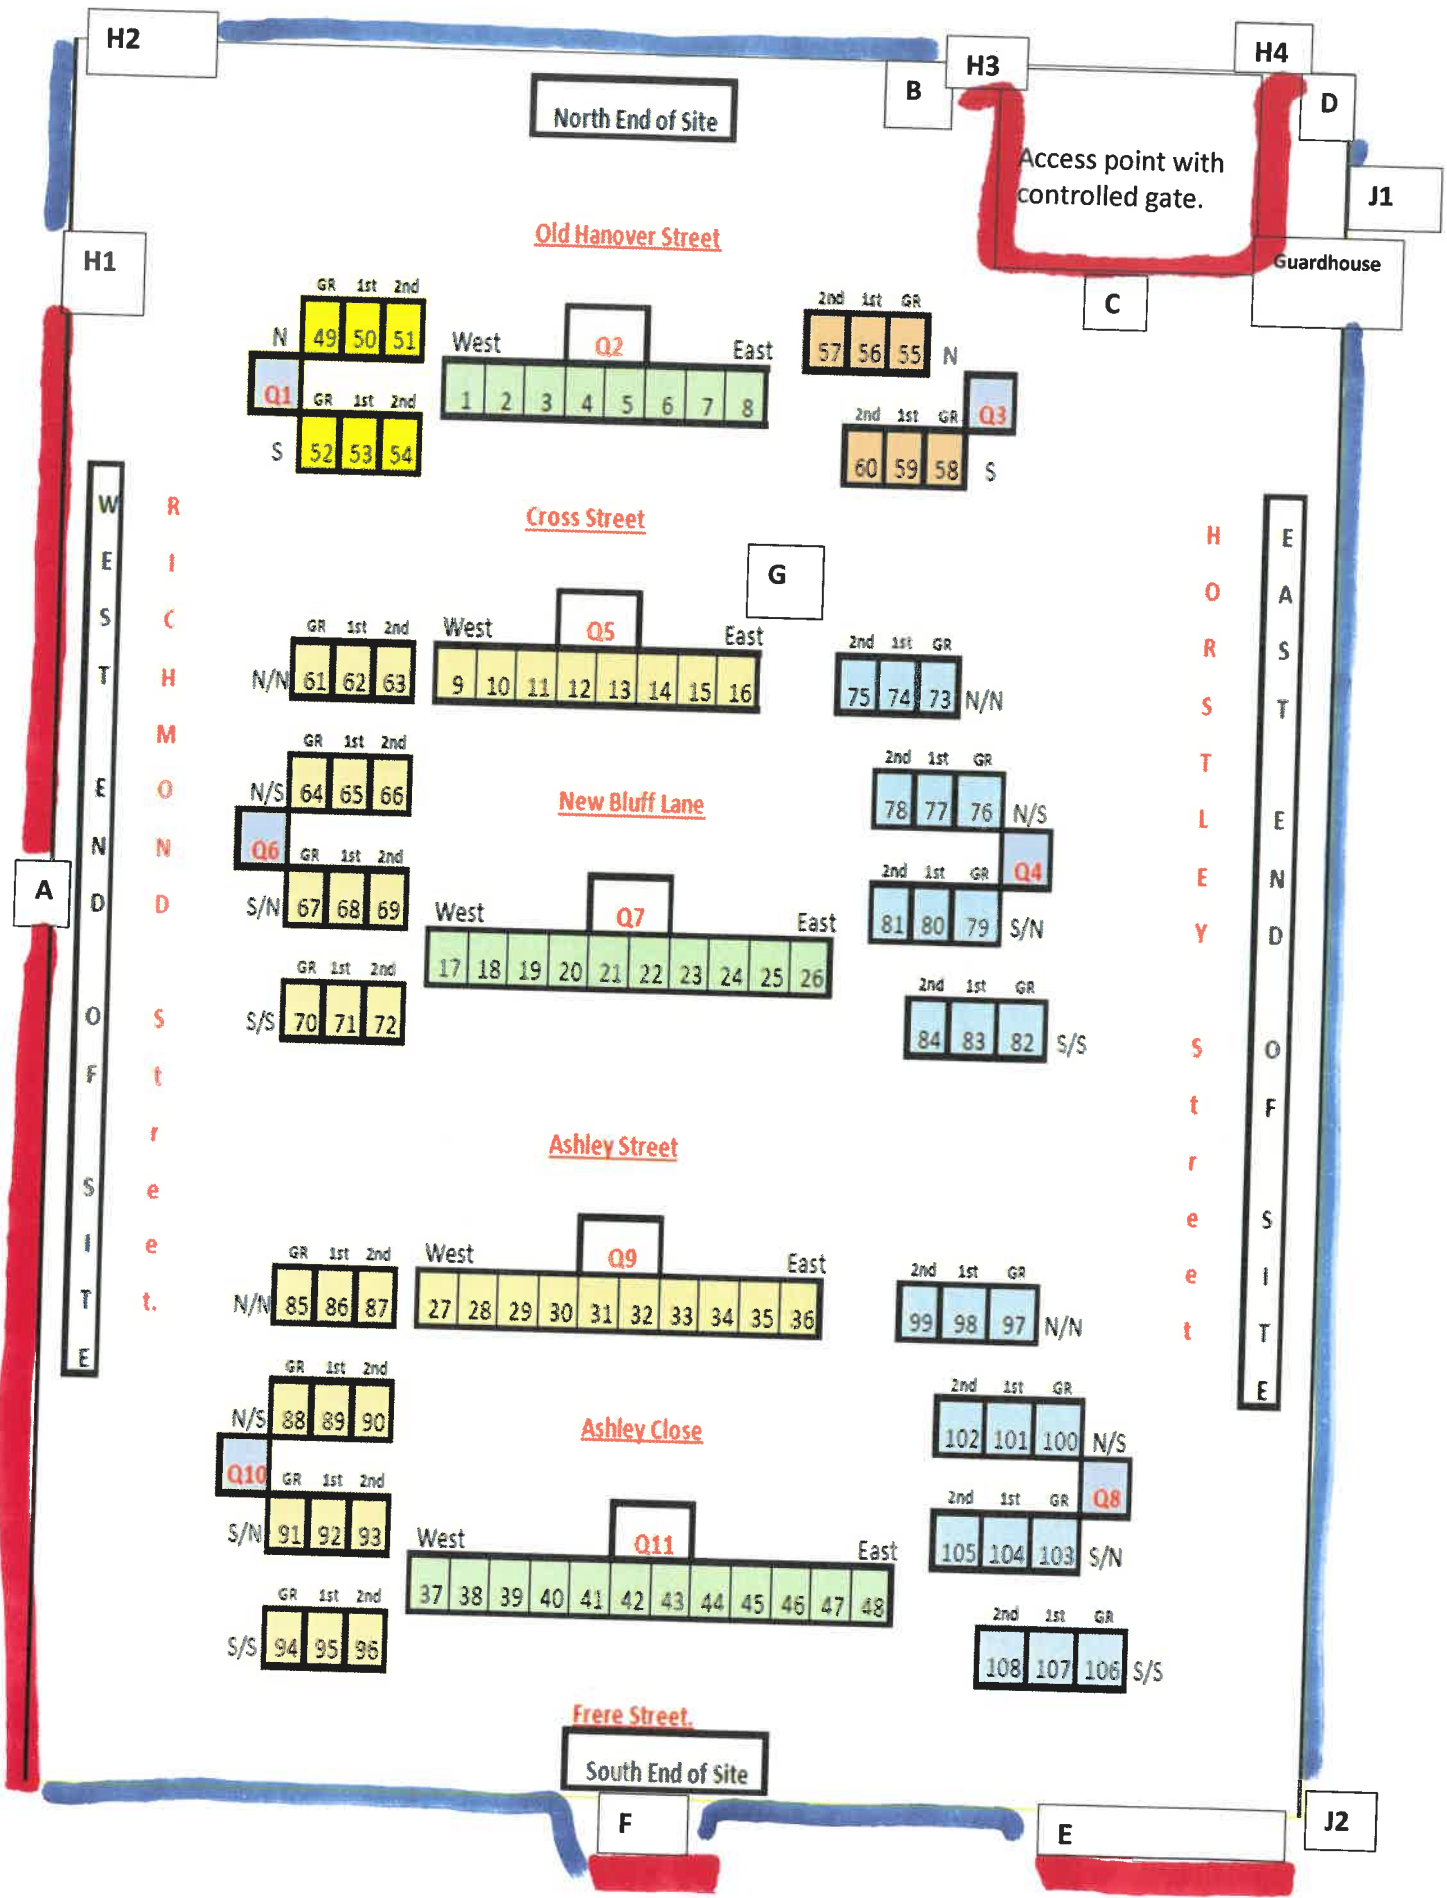 H2
H3
H4
B
D
North End of Site
Access point with
controlled gate.
J1
Old Hanover Street
H1
Guardhouse
C
GR 1st 2nd
N 49 50 51
Q1
GR 1st 2nd
S 52 53 54
West Q2 East
1 2 3 4 5 6 7 8
2nd 1st GR
57 56 55 N
Q3
2nd 1st GR
60 59 58 S
WEST END OF SITE
RICHMOND Street.
Cross Street
HORSTLEY Street
EAST END OF SITE
G
GR 1st 2nd
N/N 61 62 63
West Q5 East
9 10 11 12 13 14 15 16
2nd 1st GR
75 74 73 N/N
GR 1st 2nd
N/S 64 65 66
Q6
New Bluff Lane
2nd 1st GR
78 77 76 N/S
Q4
A
GR 1st 2nd
S/N 67 68 69
West Q7 East
17 18 19 20 21 22 23 24 25 26
2nd 1st GR
81 80 79 S/N
GR 1st 2nd
S/S 70 71 72
2nd 1st GR
84 83 82 S/S
Ashley Street
GR 1st 2nd
N/N 85 86 87
West Q9 East
27 28 29 30 31 32 33 34 35 36
2nd 1st GR
99 98 97 N/N
GR 1st 2nd
N/S 88 89 90
Q10
Ashley Close
2nd 1st GR
102 101 100 N/S
Q8
GR 1st 2nd
S/N 91 92 93
West Q11 East
37 38 39 40 41 42 43 44 45 46 47 48
2nd 1st GR
105 104 103 S/N
GR 1st 2nd
S/S 94 95 96
2nd 1st GR
108 107 106 S/S
Frere Street.
South End of Site
F
E
J2